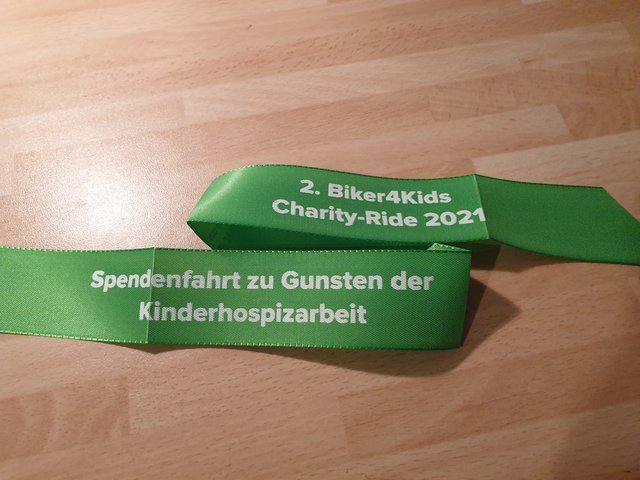 2. Biker4Kids
Charity-Ride 2021
Spendenfahrt zu Gunsten der
Kinderhospizarbeit